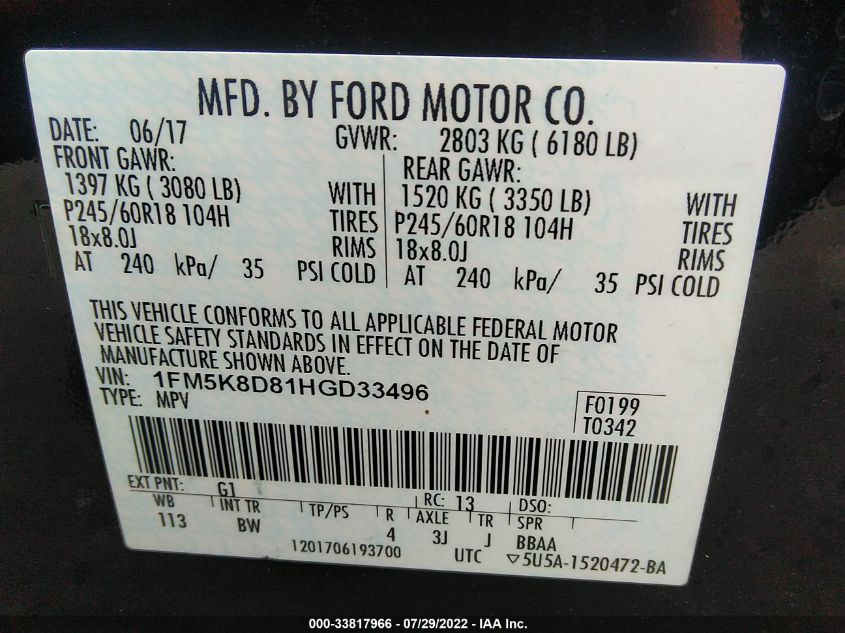 MFD. BY FORD MOTOR CO.
DATE: 06/17 GVWR: 2803 KG ( 6180 LB)
FRONT GAWR: REAR GAWR:
1397 KG ( 3080 LB) WITH 1520 KG ( 3350 LB) WITH
P245/60R18 104H TIRES P245/60R18 104H TIRES
18x8.0J RIMS 18x8.0J RIMS
AT 240 kPa/ 35 PSI COLD AT 240 kPa/ 35 PSI COLD
THIS VEHICLE CONFORMS TO ALL APPLICABLE FEDERAL MOTOR
VEHICLE SAFETY STANDARDS IN EFFECT ON THE DATE OF
MANUFACTURE SHOWN ABOVE.
VIN: 1FM5K8D81HGD33496
TYPE: MPV
F0199
T0342
EXT PNT: G1 RC: 13 DSO:
WB INT TR TP/PS R AXLE TR SPR
113 BW 4 3J J BBAA
1201706193700 UTC ▽5U5A-1520472-BA
000-33817966 - 07/29/2022 - IAA Inc.